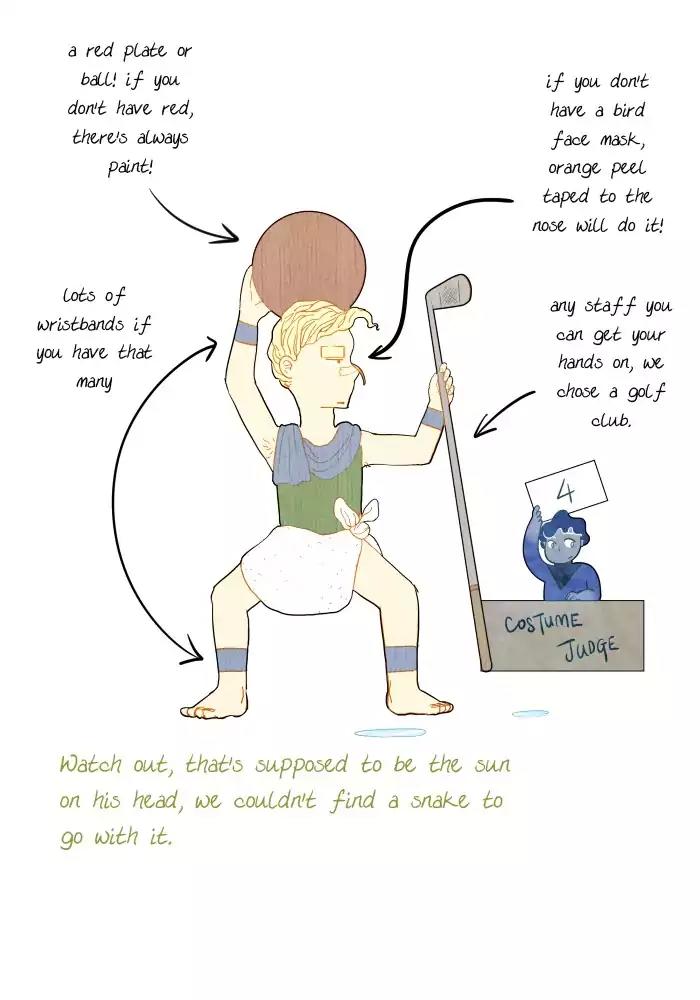 a red plate or
ball! if you
don't have red,
there's always
paint!
if you don't
have a bird
face mask,
orange peel
taped to the
nose will do it!
lots of
wristbands if
you have that
many
any staff you
can get your
hands on, we
chose a golf
club.
4
COSTUME
JUDGE
Watch out, that's supposed to be the sun
on his head, we couldn't find a snake to
go with it.